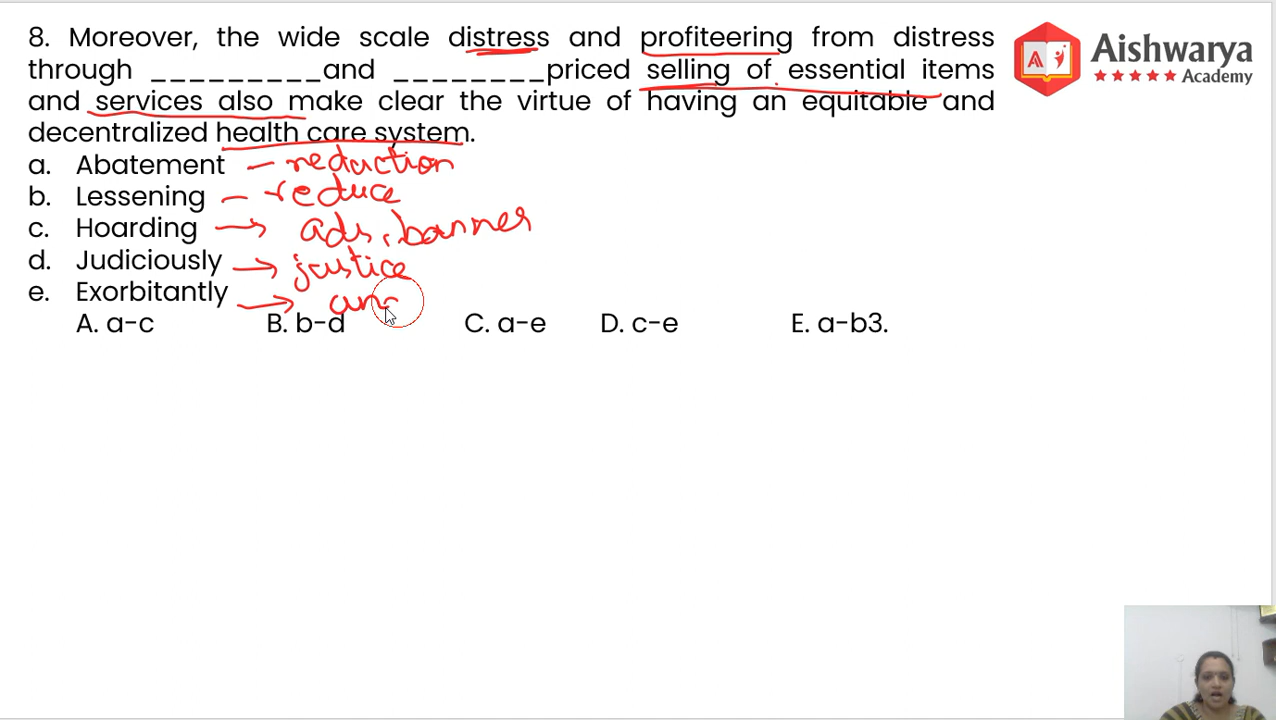 8. Moreover, the wide scale distress and profiteering from distress
through _________and ________priced selling of essential items
and services also make clear the virtue of having an equitable and
decentralized health care system.
a. Abatement – reduction
b. Lessening – reduce
c. Hoarding → ads, banner
d. Judiciously → justice
e. Exorbitantly →
A. a-c B. b-d C. a-e D. c-e E. a-b3.
Aishwarya
★★★★★ Academy
A